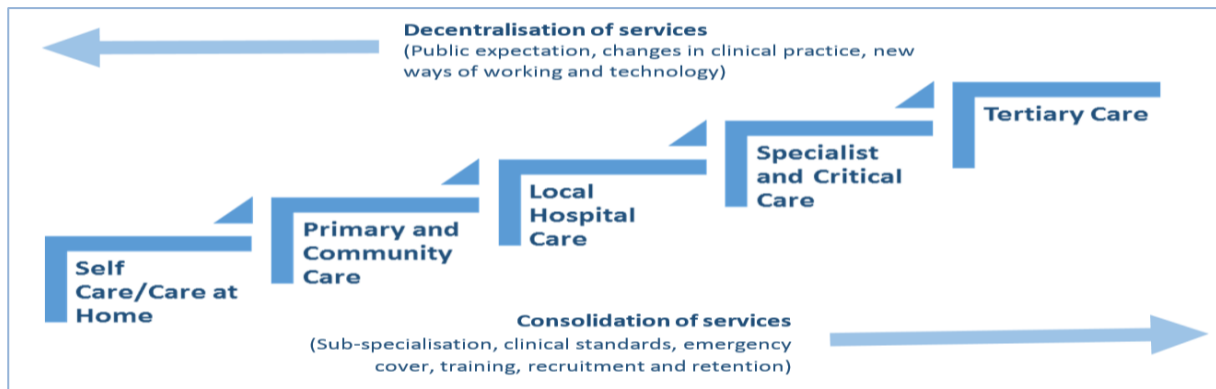 Decentralisation of services
(Public expectation, changes in clinical practice, new
ways of working and technology)
Tertiary Care
Specialist
and Critical
Care
Local
Hospital
Care
Primary and
Community
Care
Self
Care/Care at
Home
Consolidation of services
(Sub-specialisation, clinical standards, emergency
cover, training, recruitment and retention)